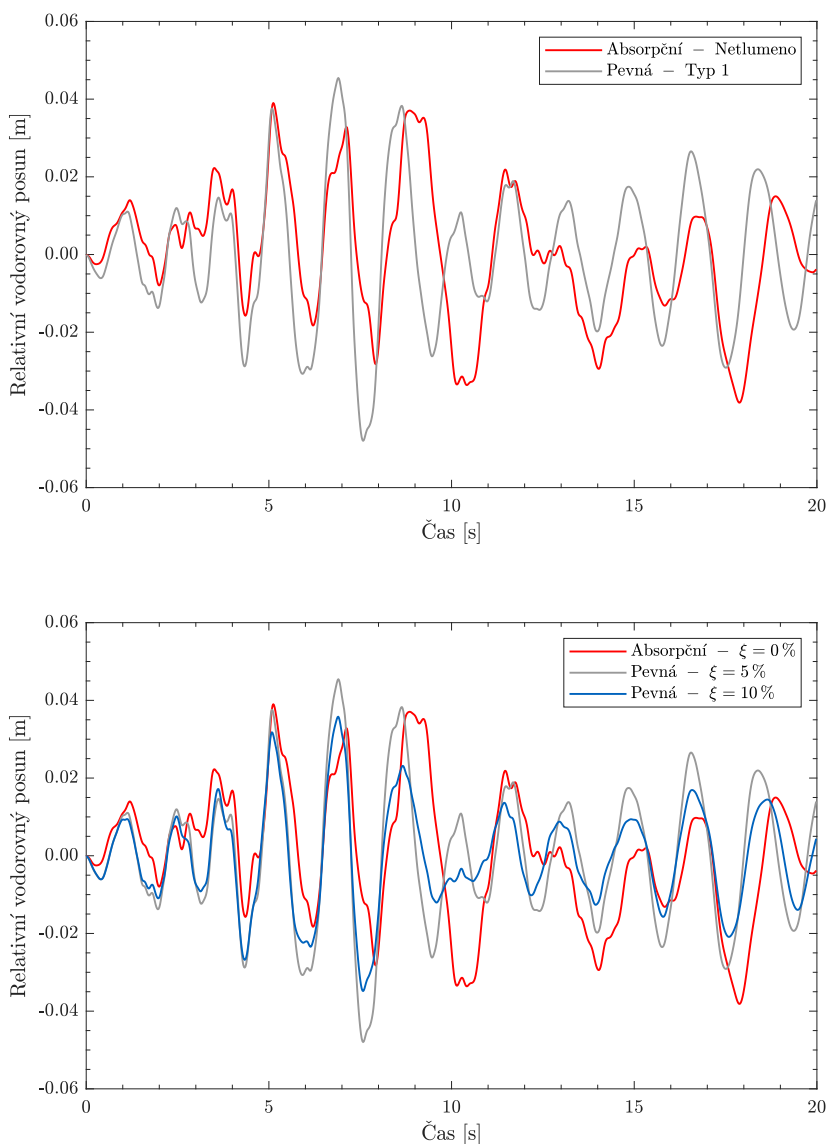 0.06
0.04
0.02
0.00
-0.02
-0.04
-0.06
Relativní vodorovný posun [m]
Absorpční − Netlumeno
Pevná − Typ 1
0 5 10 15 20
Čas [s]
0.06
0.04
0.02
0.00
-0.02
-0.04
-0.06
Relativní vodorovný posun [m]
Absorpční − ξ = 0 %
Pevná − ξ = 5 %
Pevná − ξ = 10 %
0 5 10 15 20
Čas [s]